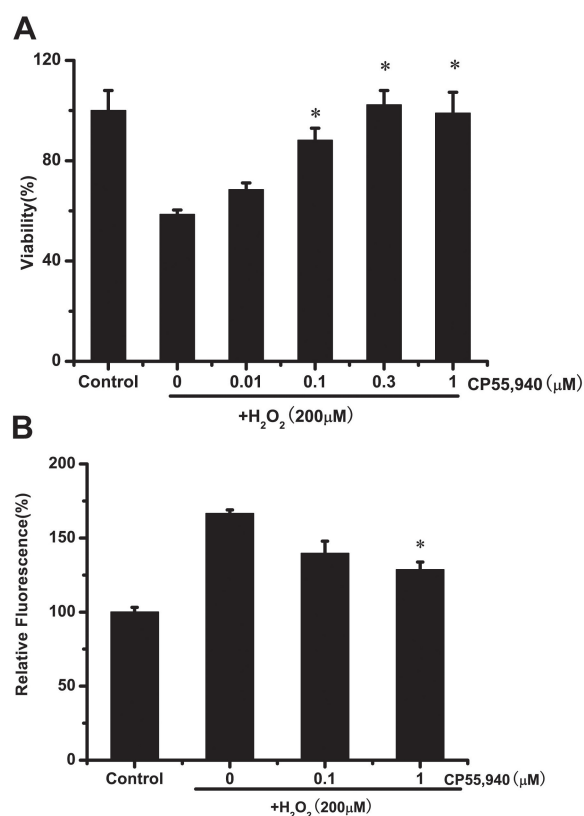 A
120
80
40
0
Viability(%)
*
*
*
Control 0 0.01 0.1 0.3 1 CP55,940 (μM)
+H₂O₂(200μM)
B
200
150
100
50
0
Relative Fluorescence(%)
*
Control 0 0.1 1 CP55,940 (μM)
+H₂O₂(200μM)